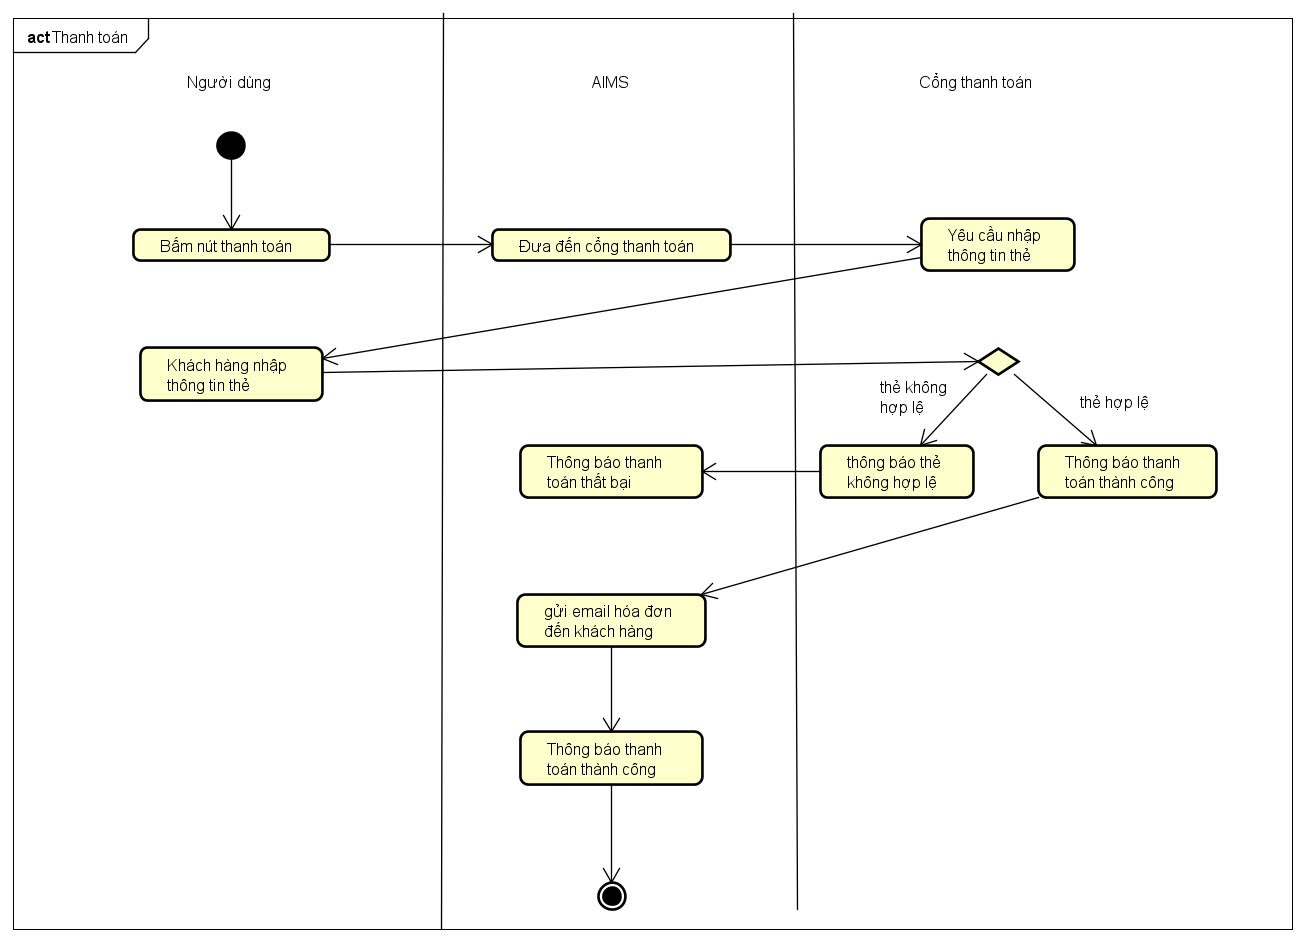 act Thanh toán
Người dùng
AIMS
Cổng thanh toán
Bấm nút thanh toán
Đưa đến cổng thanh toán
Yêu cầu nhập
thông tin thẻ
Khách hàng nhập
thông tin thẻ
thẻ không
hợp lệ
thẻ hợp lệ
Thông báo thanh
toán thất bại
thông báo thẻ
không hợp lệ
Thông báo thanh
toán thành công
gửi email hóa đơn
đến khách hàng
Thông báo thanh
toán thành công